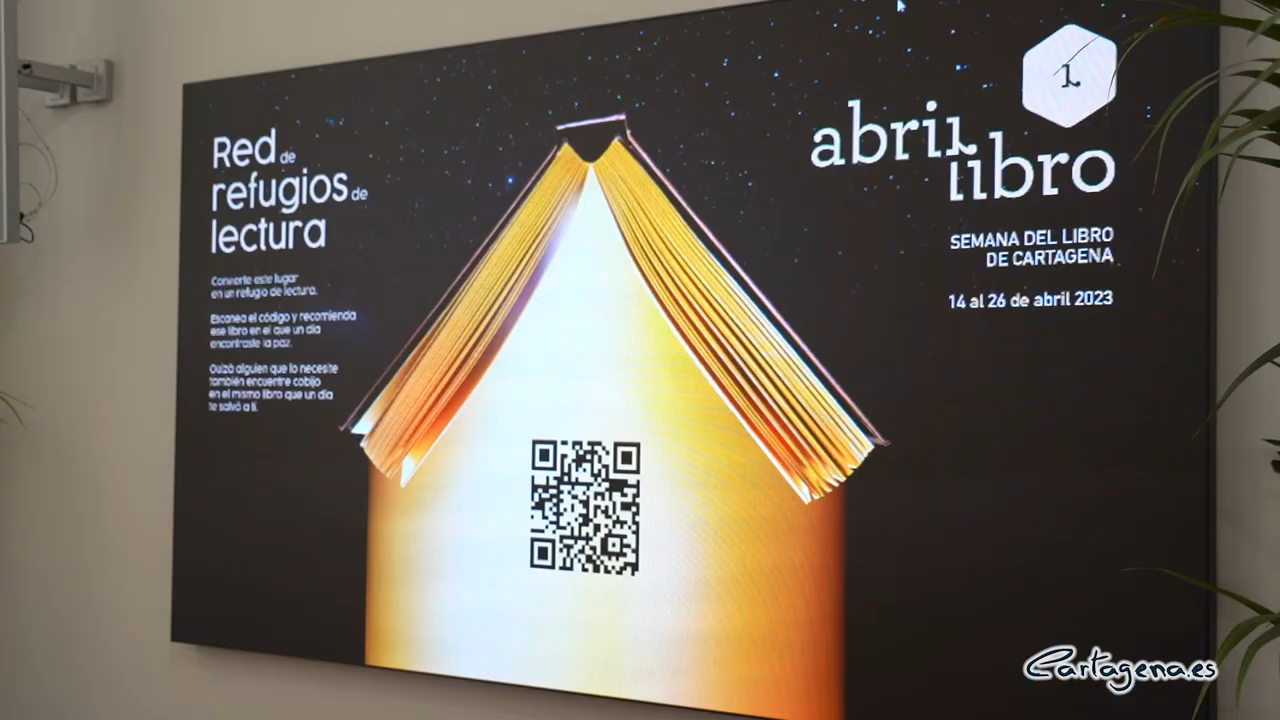 Red de
refugios de
lectura
Convierte este lugar
en un refugio de lectura.
Escanea el código y recomienda
ese libro en el que un día
encontraste la paz.
Quizá alguien que lo necesite
también encuentre cobijo
en el mismo libro que un día
te salvó a ti.
abril
libro
SEMANA DEL LIBRO
DE CARTAGENA
14 al 26 de abril 2023
Cartagena.es